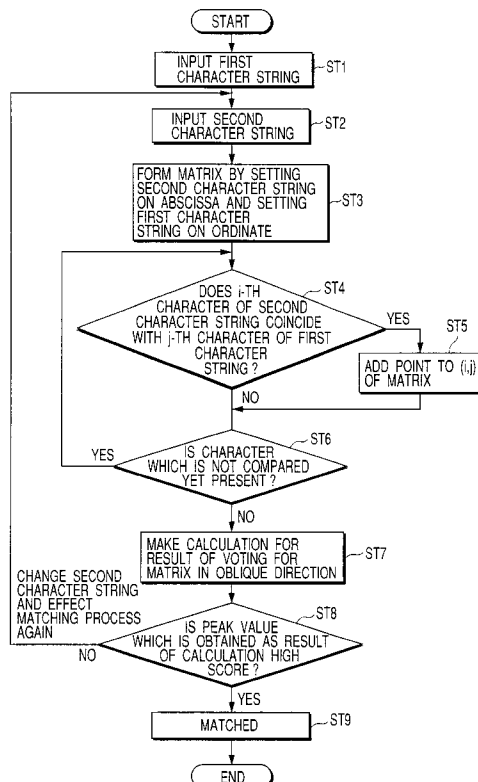 START
INPUT FIRST
CHARACTER STRING
ST1
INPUT SECOND
CHARACTER STRING
ST2
FORM MATRIX BY SETTING
SECOND CHARACTER STRING
ON ABSCISSA AND SETTING
FIRST CHARACTER
STRING ON ORDINATE
ST3
ST4
DOES i-TH
CHARACTER OF SECOND
CHARACTER STRING COINCIDE
WITH j-TH CHARACTER OF FIRST
CHARACTER
STRING ?
YES
ST5
ADD POINT TO (i,j)
OF MATRIX
NO
ST6
IS CHARACTER
WHICH IS NOT COMPARED
YET PRESENT ?
YES
NO
MAKE CALCULATION FOR
RESULT OF VOTING FOR
MATRIX IN OBLIQUE DIRECTION
ST7
CHANGE SECOND
CHARACTER STRING
AND EFFECT
MATCHING PROCESS
AGAIN
ST8
IS PEAK VALUE
WHICH IS OBTAINED AS RESULT
OF CALCULATION HIGH
SCORE ?
NO
YES
MATCHED
ST9
END